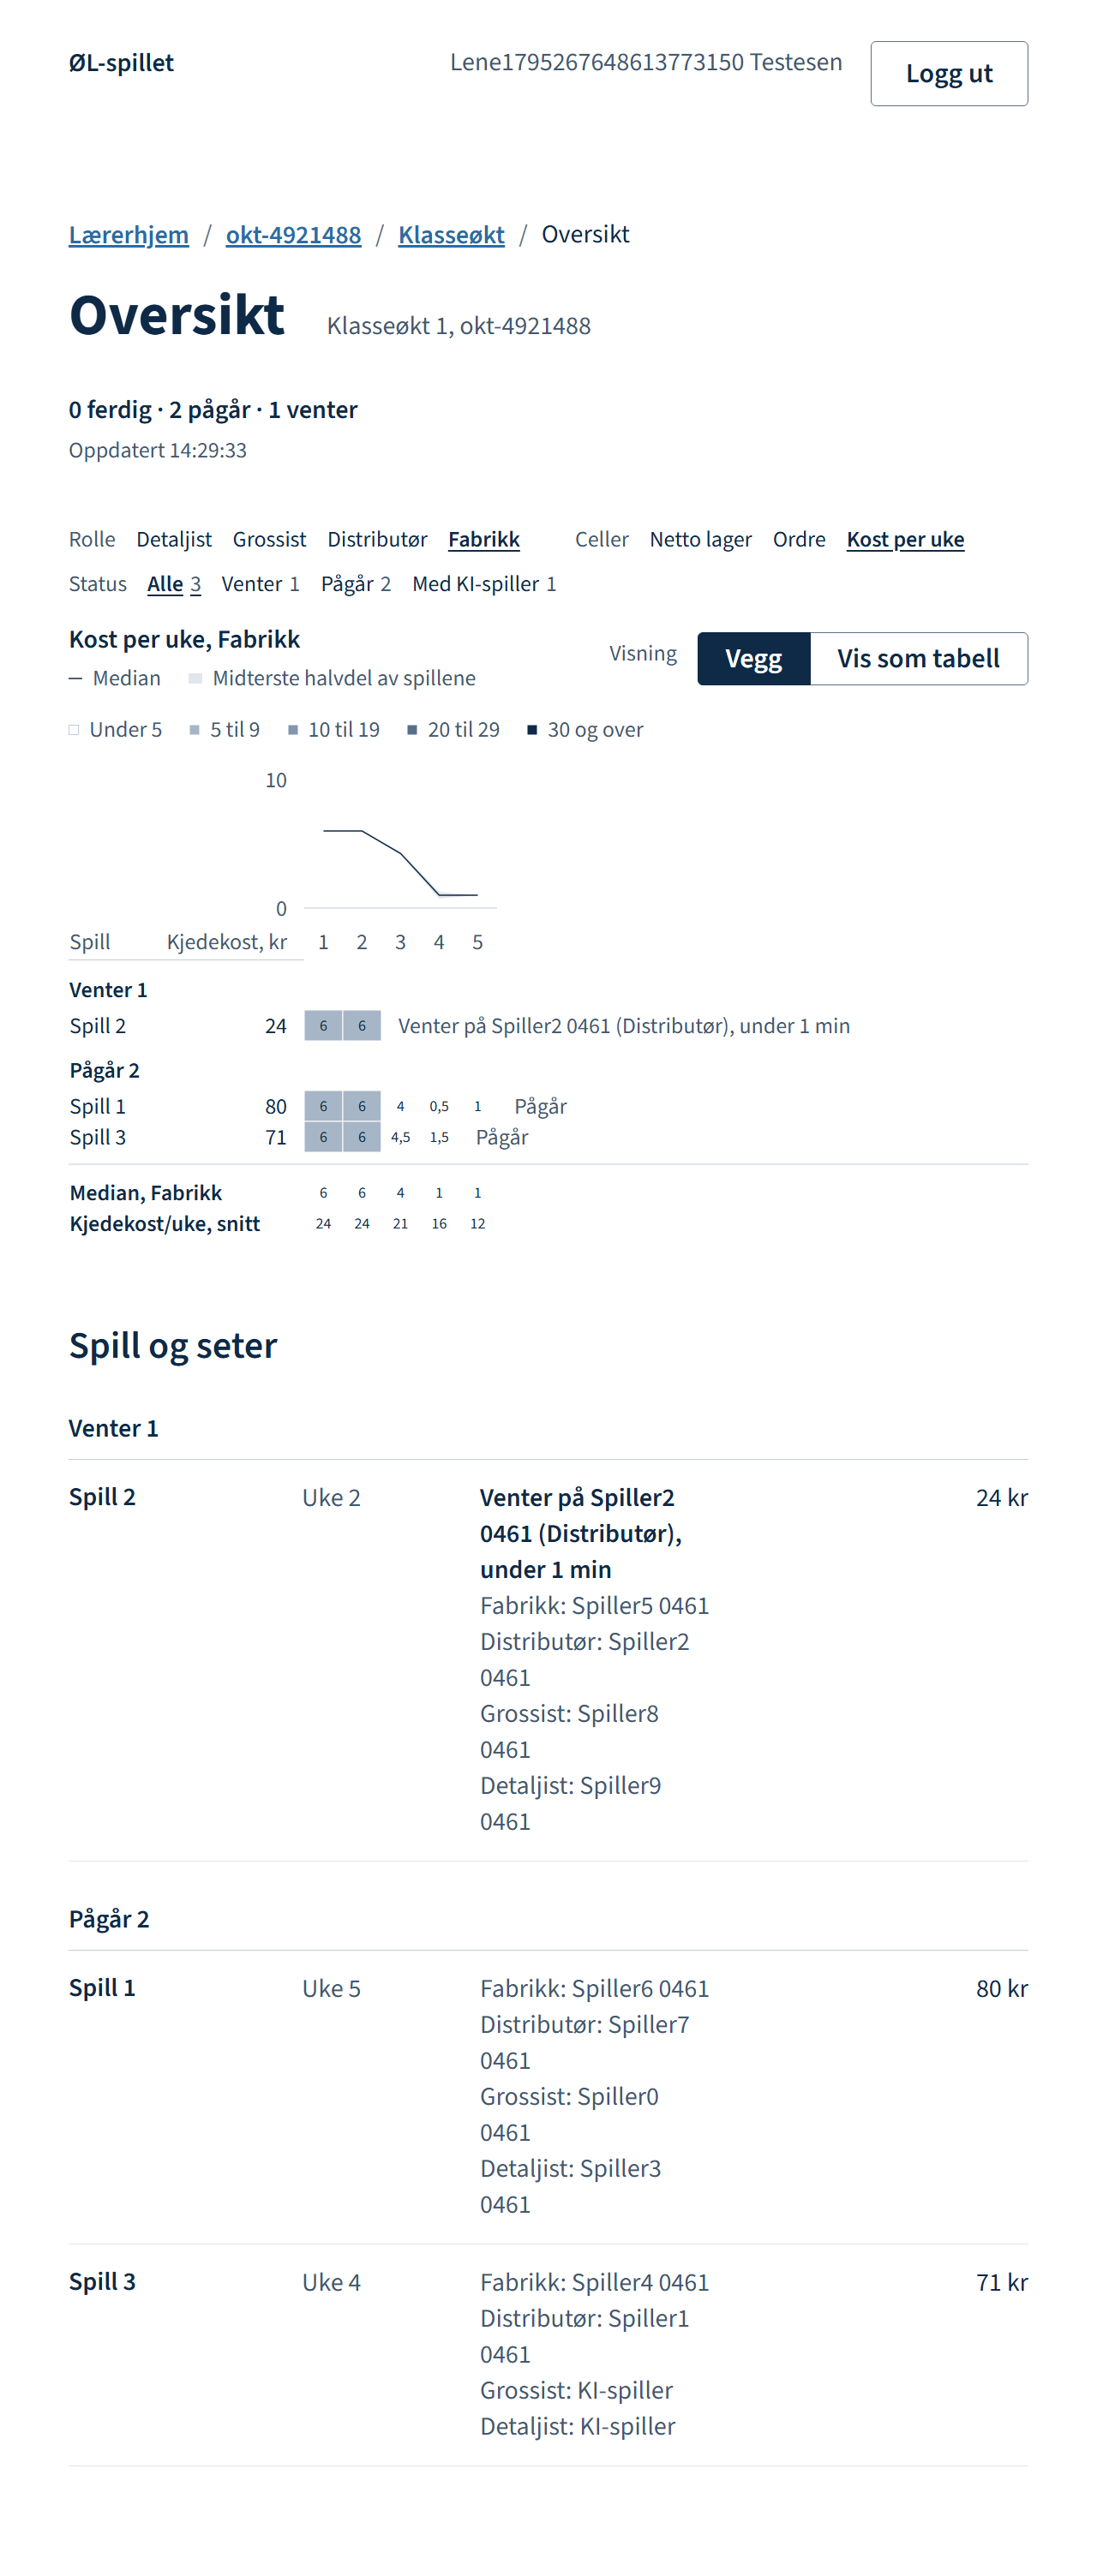 ØL-spillet
Lene1795267648613773150 Testesen
Logg ut
Lærerhjem / okt-4921488 / Klasseøkt / Oversikt
Oversikt Klasseøkt 1, okt-4921488
0 ferdig · 2 pågår · 1 venter
Oppdatert 14:29:33
Rolle Detaljist Grossist Distributør Fabrikk Celler Netto lager Ordre Kost per uke
Status Alle 3 Venter 1 Pågår 2 Med KI-spiller 1
Kost per uke, Fabrikk
Visning Vegg Vis som tabell
Median Midterste halvdel av spillene
Under 5 5 til 9 10 til 19 20 til 29 30 og over
10
0
Spill Kjedekost, kr 1 2 3 4 5
Venter 1
Spill 2 24 6 6 Venter på Spiller2 0461 (Distributør), under 1 min
Pågår 2
Spill 1 80 6 6 4 0,5 1 Pågår
Spill 3 71 6 6 4,5 1,5 Pågår
Median, Fabrikk 6 6 4 1 1
Kjedekost/uke, snitt 24 24 21 16 12
Spill og seter
Venter 1
Spill 2 Uke 2 Venter på Spiller2 24 kr
0461 (Distributør),
under 1 min
Fabrikk: Spiller5 0461
Distributør: Spiller2
0461
Grossist: Spiller8
0461
Detaljist: Spiller9
0461
Pågår 2
Spill 1 Uke 5 Fabrikk: Spiller6 0461 80 kr
Distributør: Spiller7
0461
Grossist: Spiller0
0461
Detaljist: Spiller3
0461
Spill 3 Uke 4 Fabrikk: Spiller4 0461 71 kr
Distributør: Spiller1
0461
Grossist: KI-spiller
Detaljist: KI-spiller